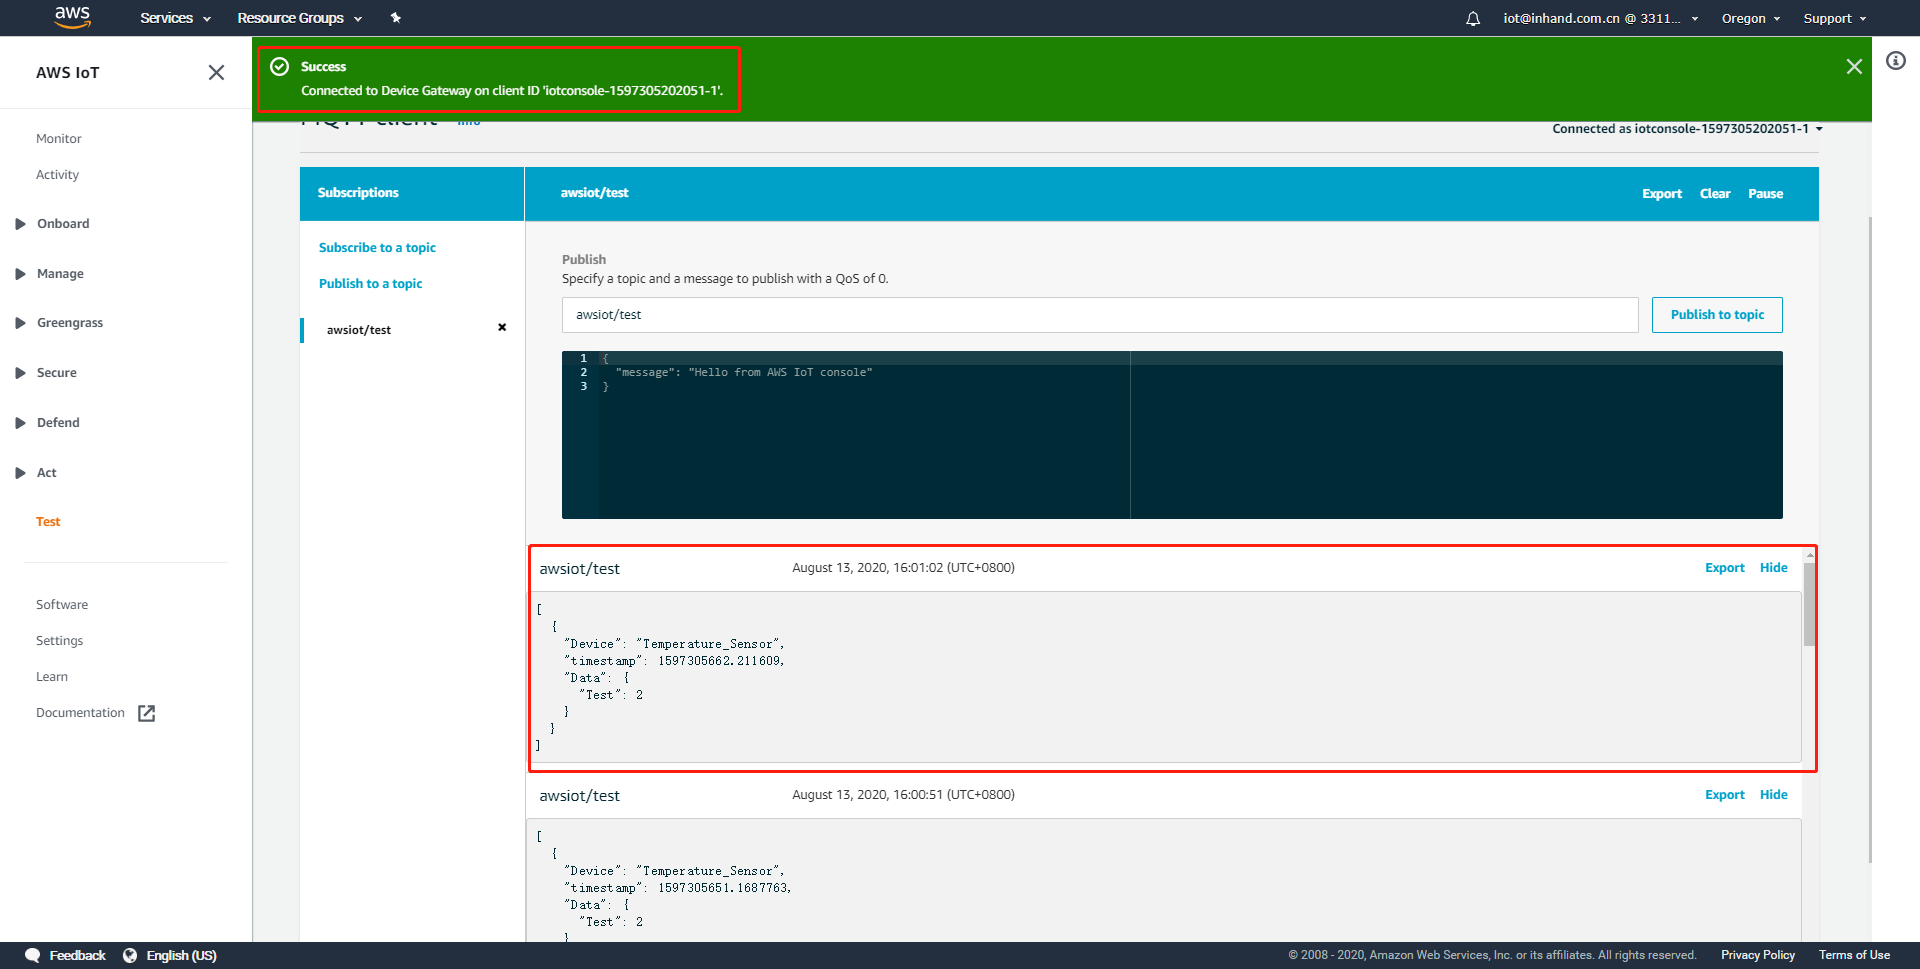 aws
Services
Resource Groups
iot@inhand.com.cn @ 3311...
Oregon
Support
AWS IoT
Success
Connected to Device Gateway on client ID 'iotconsole-1597305202051-1'.
Connected as iotconsole-1597305202051-1
Monitor
Activity
Onboard
Manage
Greengrass
Secure
Defend
Act
Test
Software
Settings
Learn
Documentation
Subscriptions
Subscribe to a topic
Publish to a topic
awsiot/test
awsiot/test
Export
Clear
Pause
Publish
Specify a topic and a message to publish with a QoS of 0.
awsiot/test
Publish to topic
1 {
2 "message": "Hello from AWS IoT console"
3 }
awsiot/test
August 13, 2020, 16:01:02 (UTC+0800)
Export
Hide
[
{
"Device": "Temperature_Sensor",
"timestamp": 1597305662.211609,
"Data": {
"Test": 2
}
}
]
awsiot/test
August 13, 2020, 16:00:51 (UTC+0800)
Export
Hide
[
{
"Device": "Temperature_Sensor",
"timestamp": 1597305651.1687763,
"Data": {
"Test": 2
}
Feedback
English (US)
© 2008 - 2020, Amazon Web Services, Inc. or its affiliates. All rights reserved.
Privacy Policy
Terms of Use